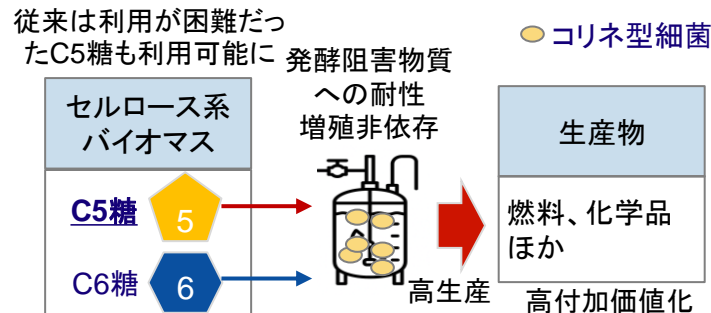 従来は利用が困難だっ
たC5糖も利用可能に
発酵阻害物質
への耐性
増殖非依存
コリネ型細菌
セルロース系
バイオマス
C5糖
5
C6糖
6
高生産
生産物
燃料、化学品
ほか
高付加価値化